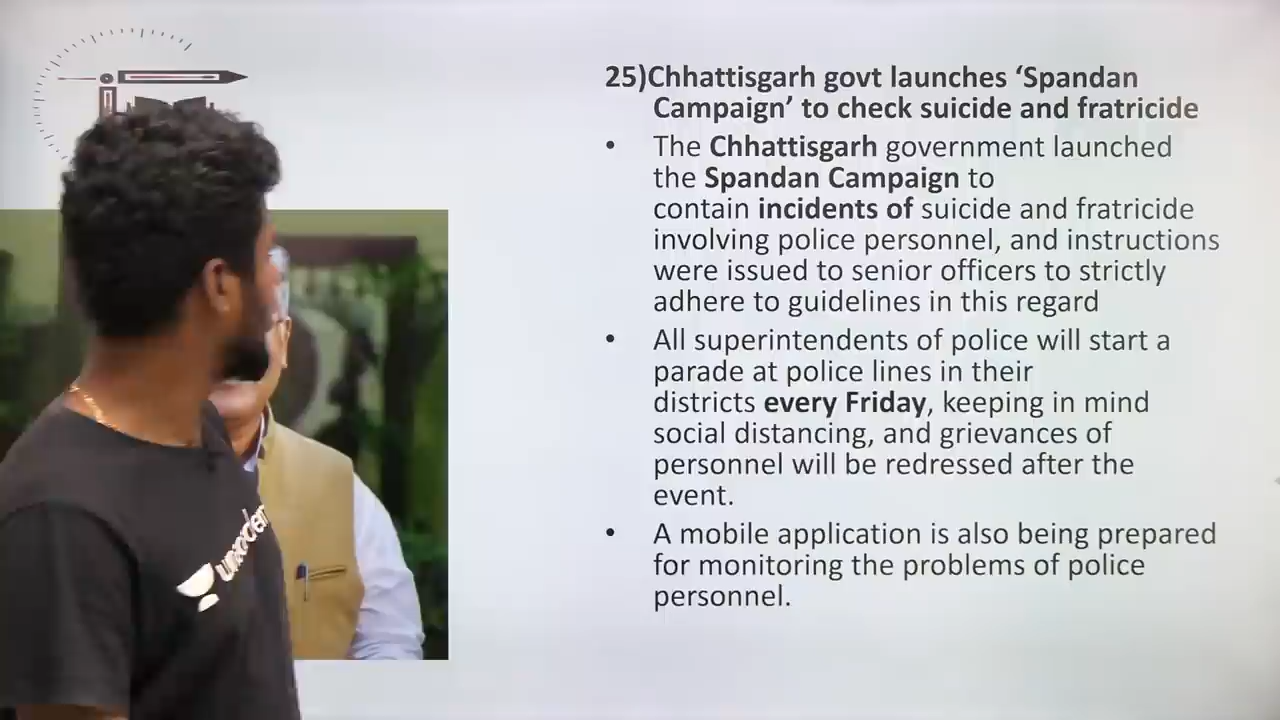 25)Chhattisgarh govt launches ‘Spandan
Campaign’ to check suicide and fratricide
• The Chhattisgarh government launched
the Spandan Campaign to
contain incidents of suicide and fratricide
involving police personnel, and instructions
were issued to senior officers to strictly
adhere to guidelines in this regard
• All superintendents of police will start a
parade at police lines in their
districts every Friday, keeping in mind
social distancing, and grievances of
personnel will be redressed after the
event.
• A mobile application is also being prepared
for monitoring the problems of police
personnel.